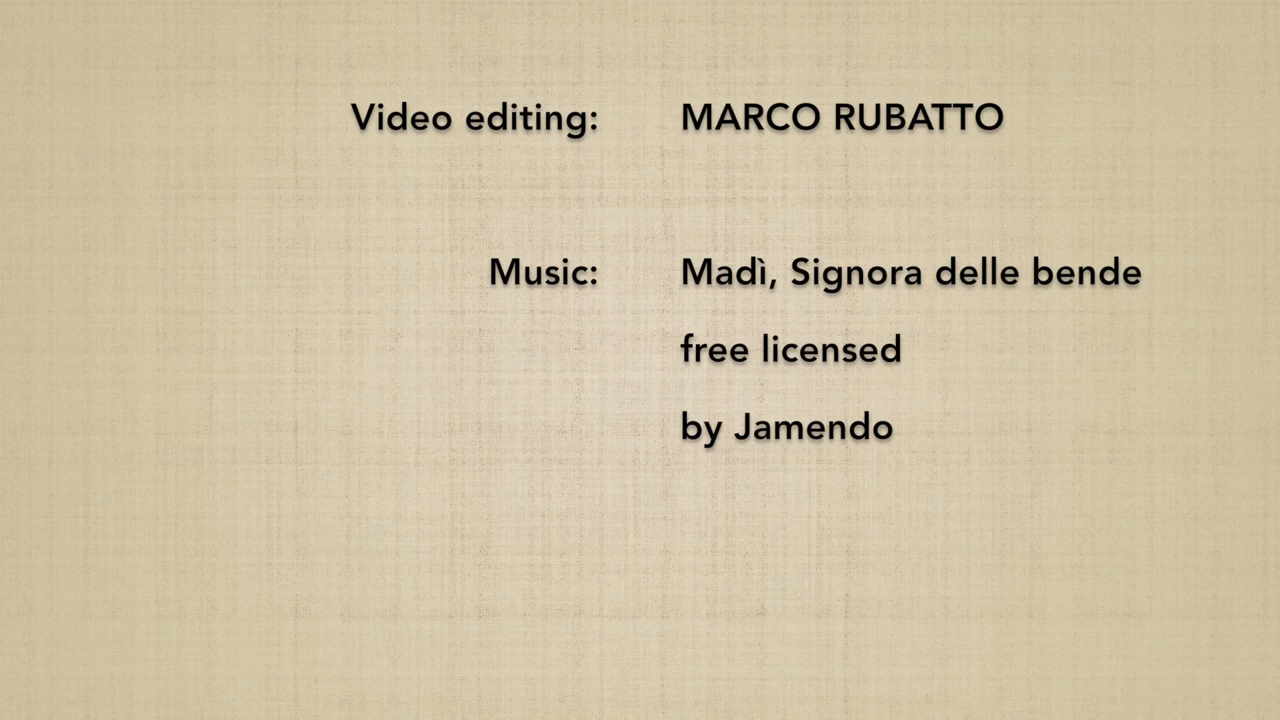 Video editing: MARCO RUBATTO
Music: Madì, Signora delle bende
free licensed
by Jamendo